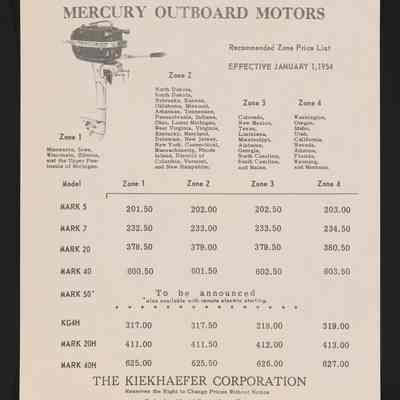 MERCURY OUTBOARD MOTORS
Recommended Zone Price List
EFFECTIVE JANUARY 1, 1954
Zone 1
Minnesota, Iowa,
Wisconsin, Illinois,
and the Upper Pen-
insula of Michigan.
Zone 2
North Dakota,
South Dakota,
Nebraska, Kansas,
Oklahoma, Missouri,
Arkansas, Tennessee,
Pennsylvania, Indiana,
Ohio, Lower Michigan,
West Virginia, Virginia,
Kentucky, Maryland,
Delaware, New Jersey,
New York, Connecticut,
Massachusetts, Rhode
Island, District of
Columbia, Vermont,
and New Hampshire.
Zone 3
Colorado,
New Mexico,
Texas,
Louisiana,
Mississippi,
Alabama,
Georgia,
South Carolina,
North Carolina,
and Maine
Zone 4
Washington,
Oregon,
Idaho,
Utah,
California,
Nevada,
Arizona,
Florida,
Wyoming,
and Montana.
Model Zone 1 Zone 2 Zone 3 Zone 4
MARK 5 201.50 202.00 202.50 203.00
MARK 7 232.50 233.00 233.50 234.50
MARK 20 378.50 379.00 379.50 380.50
MARK 40 600.50 601.50 602.50 603.50
MARK 50* To be announced
*also available with remote electric starting.
KG4H 317.00 317.50 318.00 319.00
MARK 20H 411.00 411.50 412.00 413.00
MARK 40H 625.00 625.50 626.00 627.00
THE KIEKHAEFER CORPORATION
Reserves the Right to Change Prices Without Notice